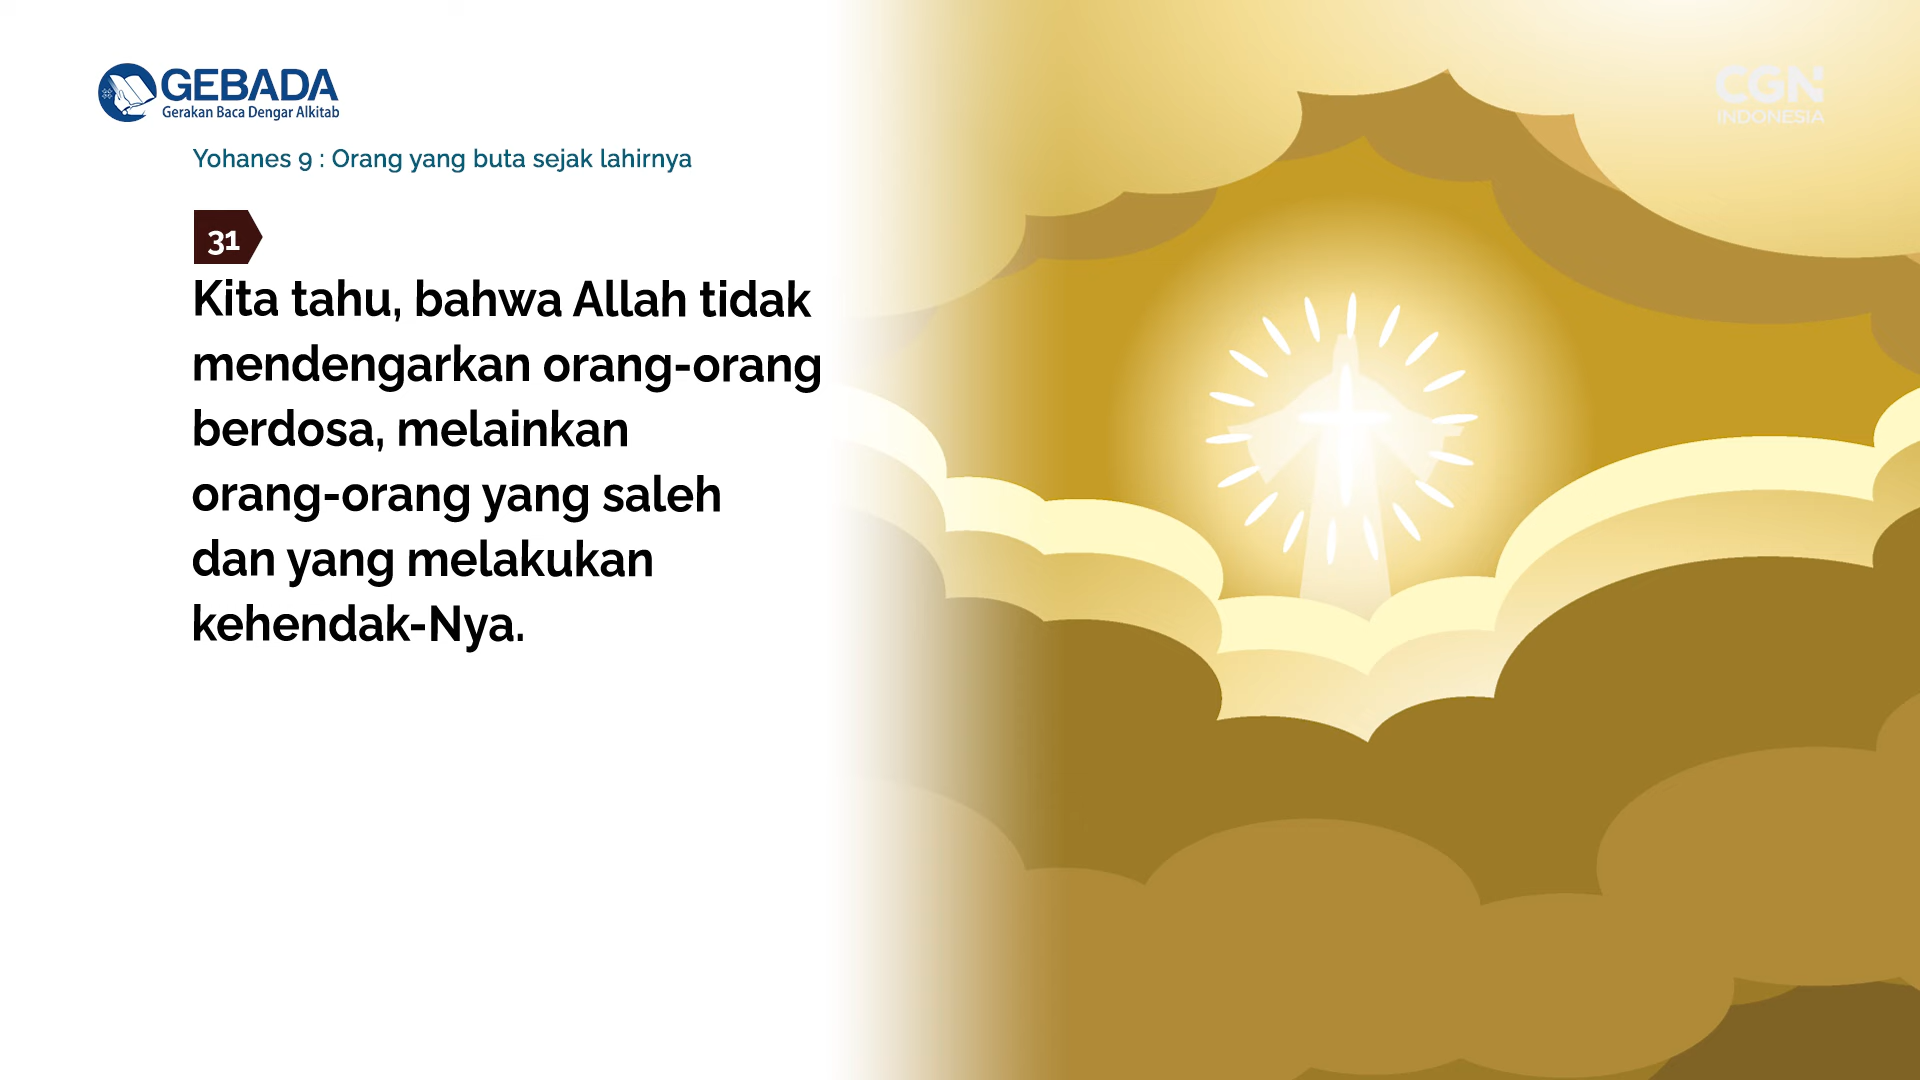 GEBADA
Gerakan Baca Dengar Alkitab
CGN
INDONESIA
Yohanes 9 : Orang yang buta sejak lahirnya
31
Kita tahu, bahwa Allah tidak
mendengarkan orang-orang
berdosa, melainkan
orang-orang yang saleh
dan yang melakukan
kehendak-Nya.